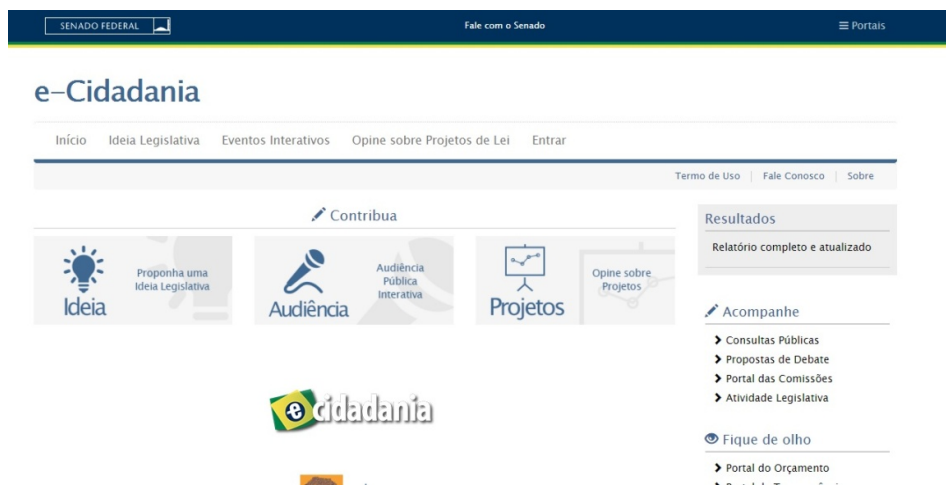 SENADO FEDERAL
Fale com o Senado
Portais
e-Cidadania
Início Ideia Legislativa Eventos Interativos Opine sobre Projetos de Lei Entrar
Termo de Uso | Fale Conosco | Sobre
Contribua
Ideia
Proponha uma
Ideia Legislativa
Audiência
Audiência
Pública
Interativa
Projetos
Opine sobre
Projetos
e cidadania
Resultados
Relatório completo e atualizado
Acompanhe
Consultas Públicas
Propostas de Debate
Portal das Comissões
Atividade Legislativa
Fique de olho
Portal do Orçamento